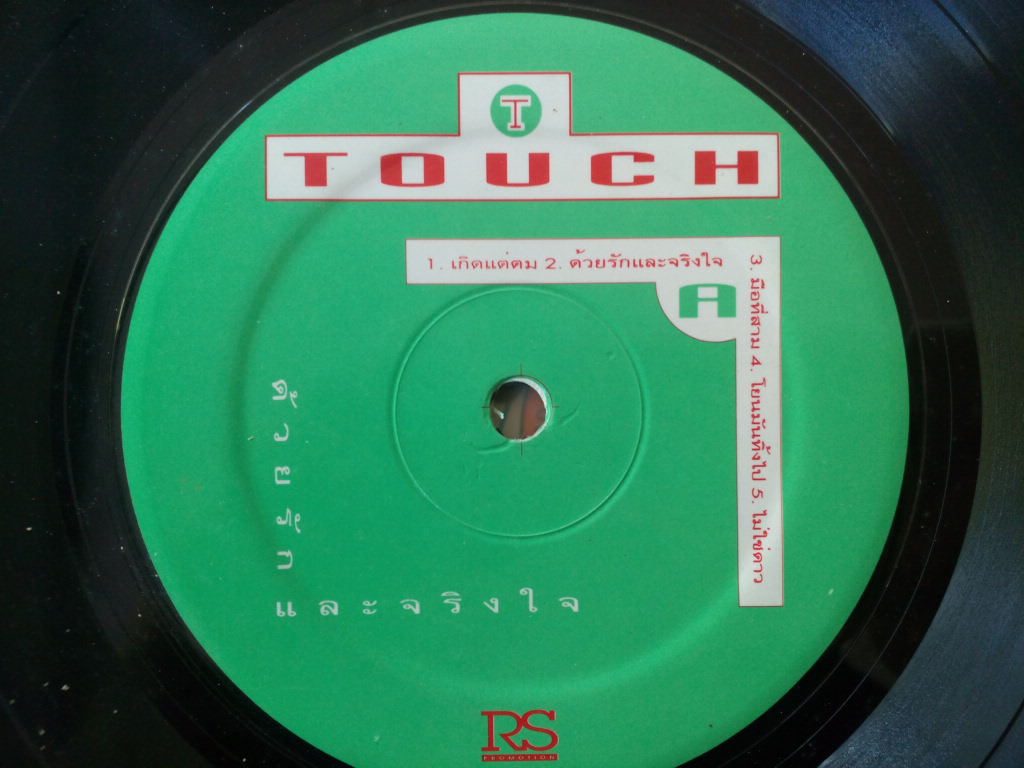 T
TOUCH
1. เกิดแต่ตม 2. ด้วยรักและจริงใจ
3. มือที่สาม 4. โยนมันทิ้งไป 5. ไม่ใช่ดาว
A
ด้วยรัก
และจริงใจ
RS
PROMOTION